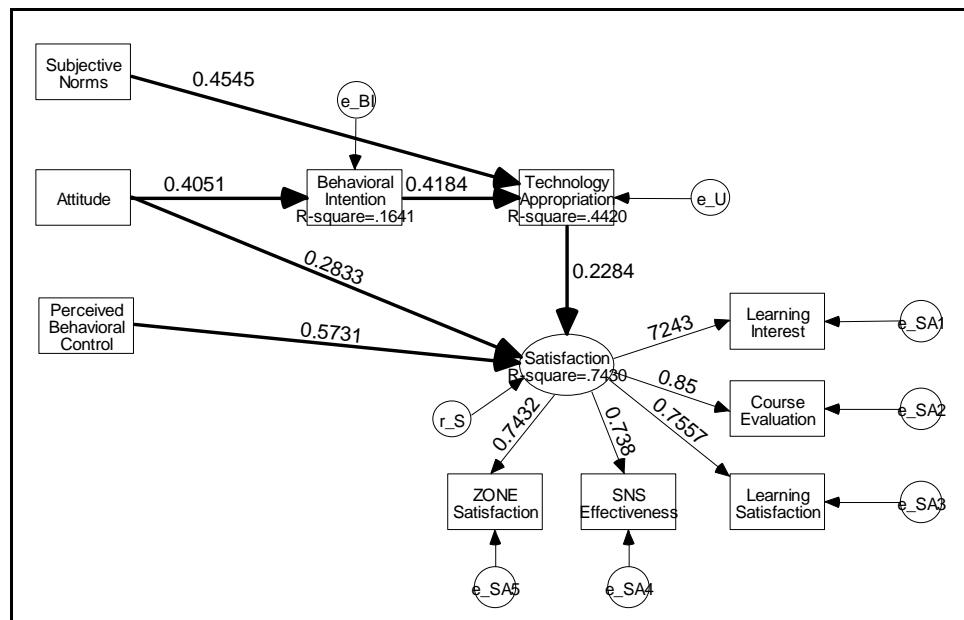 Subjective
Norms
0.4545
e_BI
Attitude
0.4051
Behavioral
Intention
R-square=.1641
0.4184
Technology
Appropriation
R-square=.4420
e_U
0.2833
0.2284
Perceived
Behavioral
Control
0.5731
Satisfaction
R-square=.7430
7243
Learning
Interest
e_SA1
0.85
Course
Evaluation
e_SA2
r_S
0.7432
0.738
0.7557
ZONE
Satisfaction
SNS
Effectiveness
Learning
Satisfaction
e_SA3
e_SA5
e_SA4